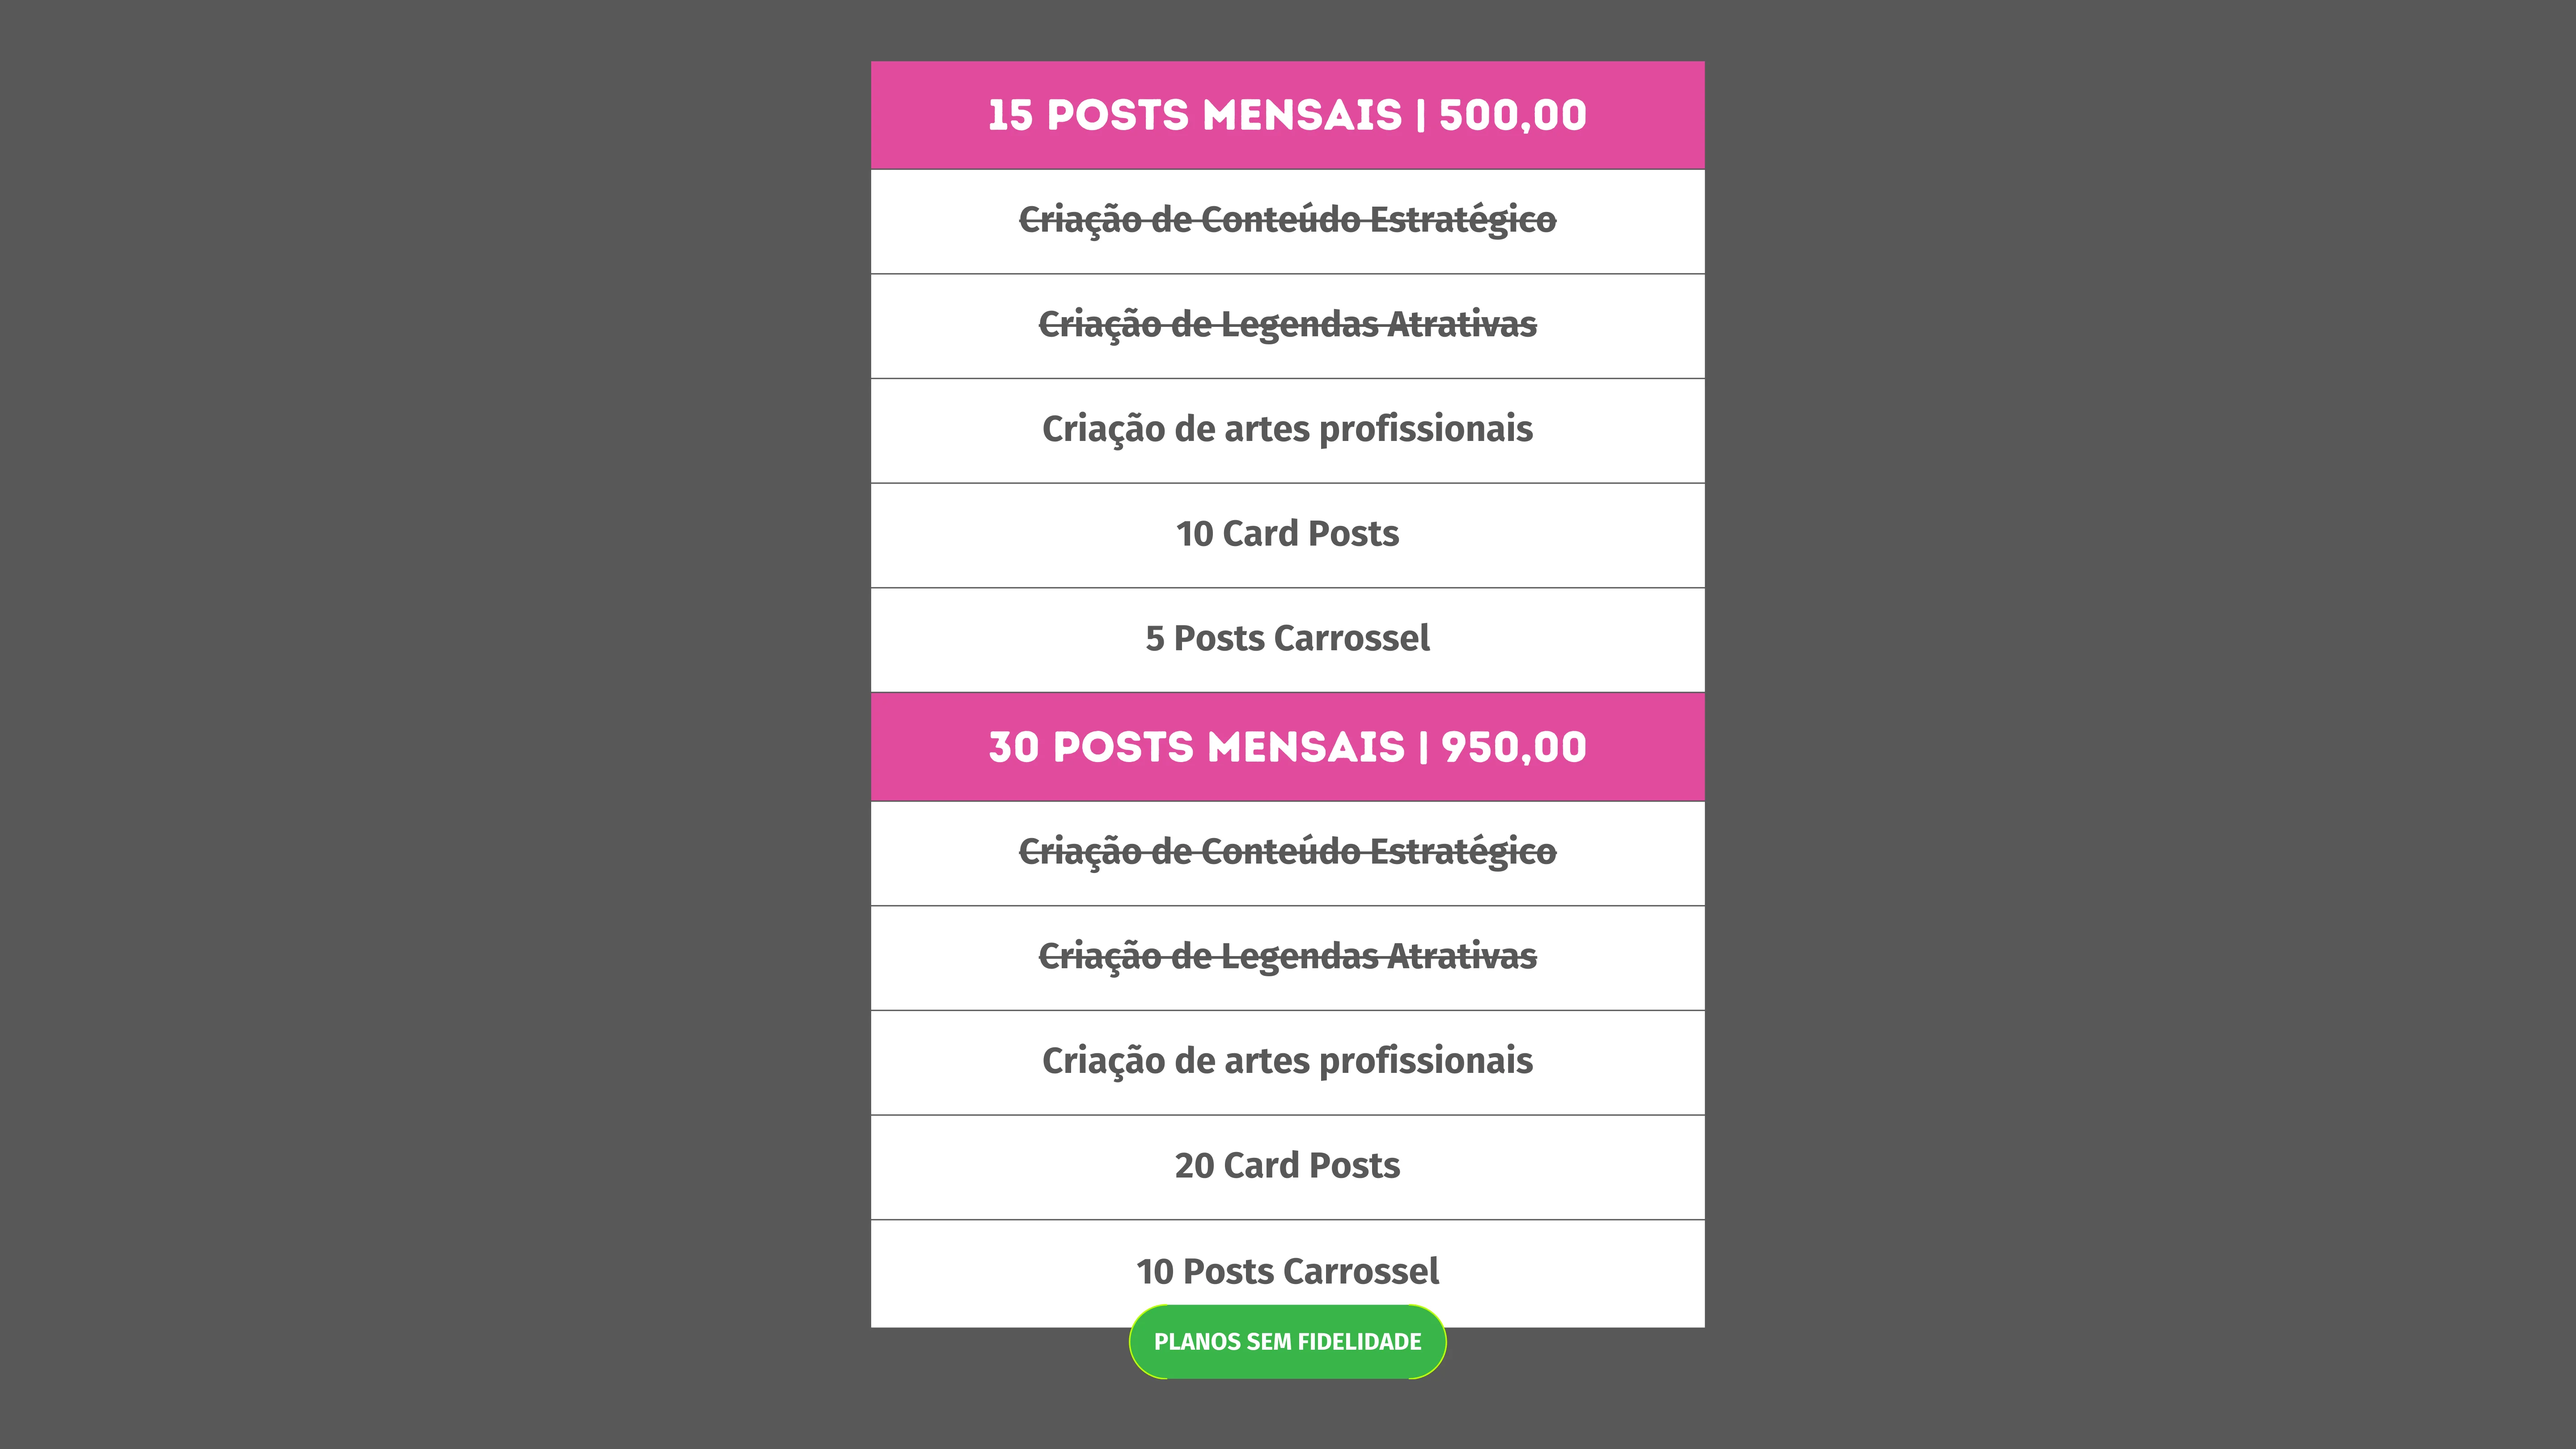 15 POSTS MENSAIS | 500,00
Criação de Conteúdo Estratégico
Criação de Legendas Atrativas
Criação de artes profissionais
10 Card Posts
5 Posts Carrossel
30 POSTS MENSAIS | 950,00
Criação de Conteúdo Estratégico
Criação de Legendas Atrativas
Criação de artes profissionais
20 Card Posts
10 Posts Carrossel
PLANOS SEM FIDELIDADE